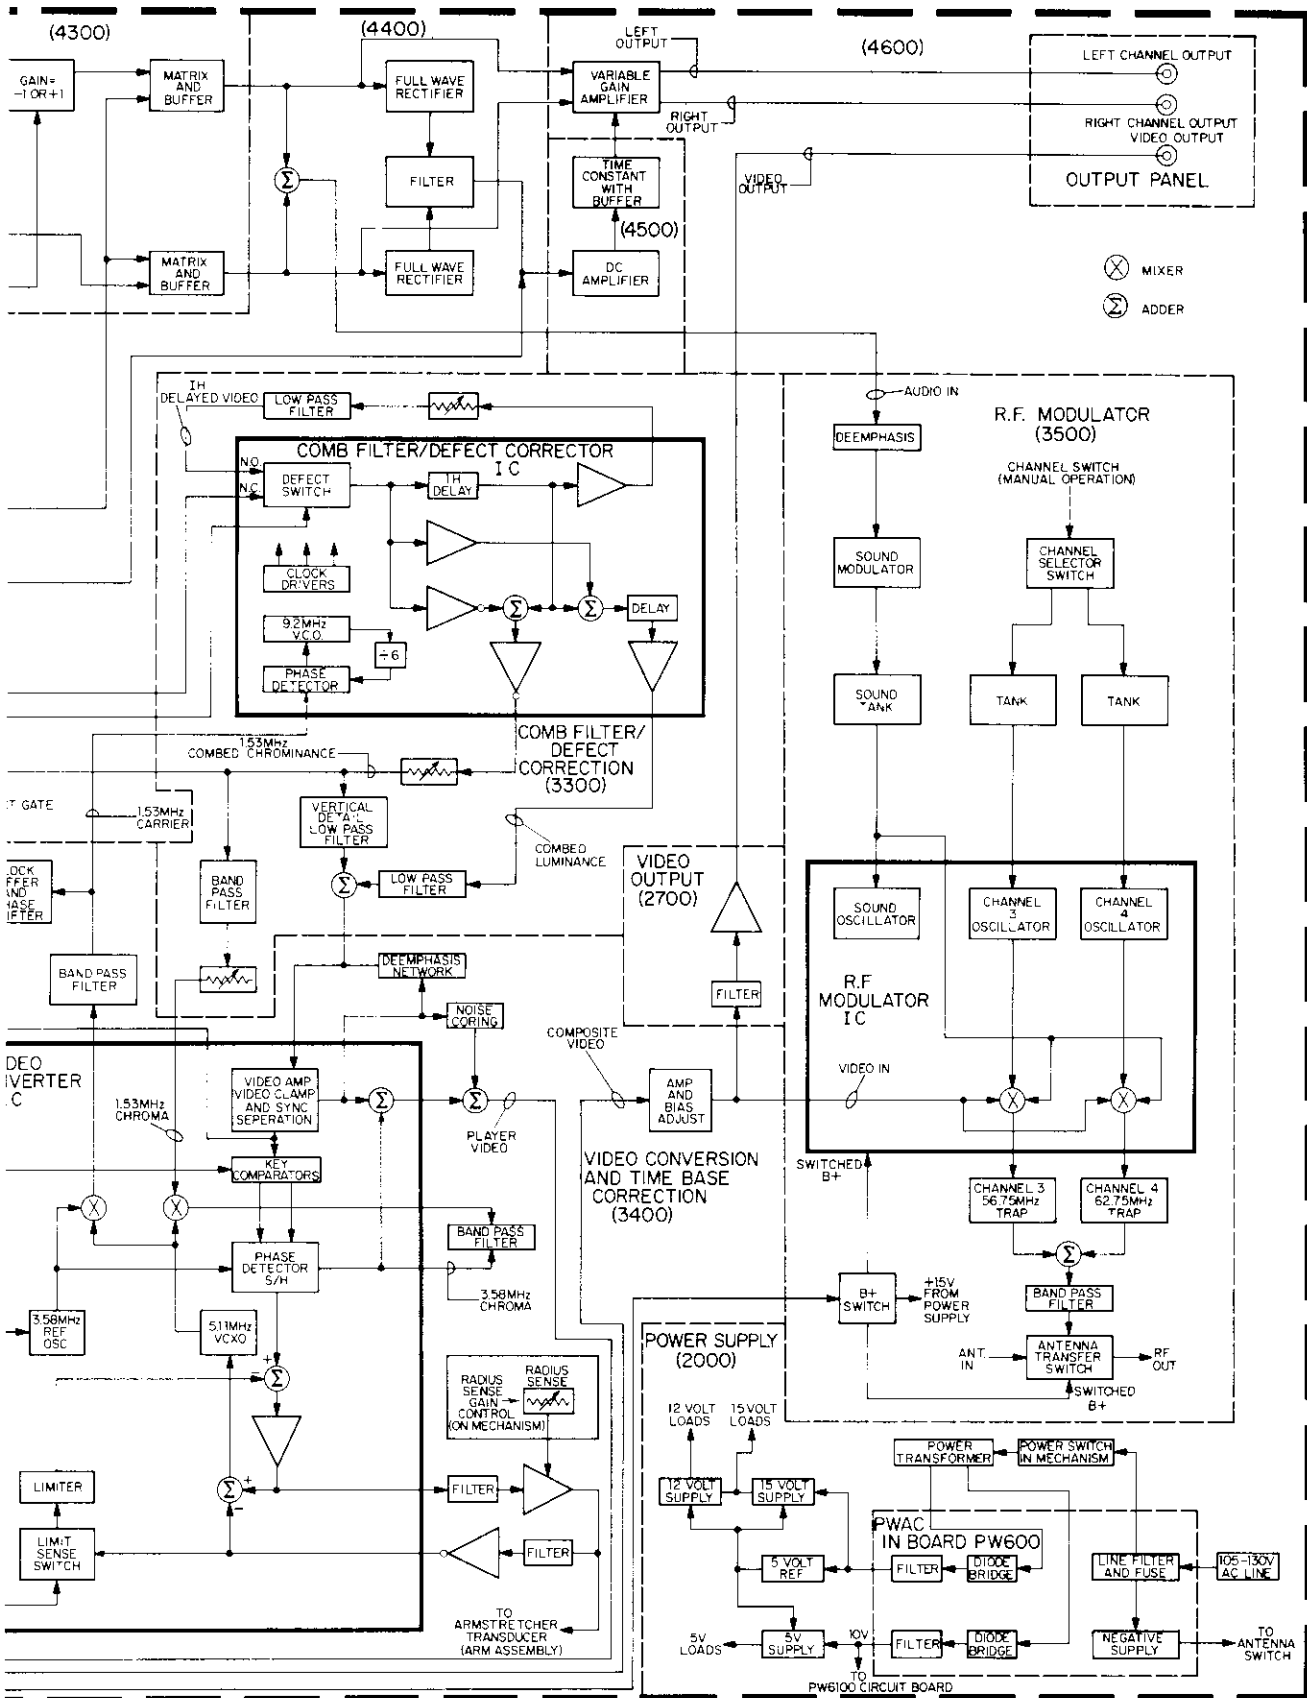 (4300)
(4400)
(4600)
GAIN=
-1 OR +1
MATRIX
AND
BUFFER
FULL WAVE
RECTIFIER
LEFT
OUTPUT
VARIABLE
GAIN
AMPLIFIER
RIGHT
OUTPUT
LEFT CHANNEL OUTPUT
RIGHT CHANNEL OUTPUT
VIDEO OUTPUT
OUTPUT PANEL
VIDEO
OUTPUT
Σ
FILTER
TIME
CONSTANT
WITH
BUFFER
(4500)
MATRIX
AND
BUFFER
FULL WAVE
RECTIFIER
DC
AMPLIFIER
X MIXER
Σ ADDER
1H
DELAYED VIDEO
LOW PASS
FILTER
AUDIO IN
R.F. MODULATOR
(3500)
DEEMPHASIS
CHANNEL SWITCH
(MANUAL OPERATION)
COMB FILTER/DEFECT CORRECTOR
IC
N.O.
N.C.
DEFECT
SWITCH
1H
DELAY
CLOCK
DRIVERS
SOUND
MODULATOR
CHANNEL
SELECTOR
SWITCH
9.2MHz
V.C.O.
÷6
PHASE
DETECTOR
Σ
Σ
DELAY
SOUND
TANK
TANK
TANK
1.53MHz
COMBED CHROMINANCE
COMB FILTER/
DEFECT
CORRECTION
(3300)
T GATE
1.53MHz
CARRIER
VERTICAL
DETAIL
LOW PASS
FILTER
COMBED
LUMINANCE
LOCK
FFER
AND
HASE
IFTER
BAND
PASS
FILTER
Σ
LOW PASS
FILTER
VIDEO
OUTPUT
(2700)
SOUND
OSCILLATOR
CHANNEL
3
OSCILLATOR
CHANNEL
4
OSCILLATOR
BAND PASS
FILTER
DEEMPHASIS
NETWORK
FILTER
R.F
MODULATOR
IC
NOISE
CORING
COMPOSITE
VIDEO
DEO
VERTER
C
1.53MHz
CHROMA
VIDEO AMP
VIDEO CLAMP
AND SYNC
SEPERATION
Σ
Σ
PLAYER
VIDEO
AMP
AND
BIAS
ADJUST
VIDEO IN
X
X
KEY
COMPARATORS
VIDEO CONVERSION
AND TIME BASE
CORRECTION
(3400)
SWITCHED
B+
X
X
BAND PASS
FILTER
CHANNEL 3
56.75MHz
TRAP
CHANNEL 4
62.75MHz
TRAP
PHASE
DETECTOR
S/H
3.58MHz
CHROMA
Σ
B+
SWITCH
+15V
FROM
POWER
SUPPLY
BAND PASS
FILTER
3.58MHz
REF
OSC
5.11MHz
VCXO
ANT.
IN
ANTENNA
TRANSFER
SWITCH
RF
OUT
SWITCHED
B+
+
Σ
RADIUS
SENSE
GAIN
CONTROL
(ON MECHANISM)
RADIUS
SENSE
POWER SUPPLY
(2000)
12 VOLT
LOADS
15 VOLT
LOADS
POWER
TRANSFORMER
POWER SWITCH
IN MECHANISM
LIMITER
Σ
+
-
FILTER
12 VOLT
SUPPLY
15 VOLT
SUPPLY
PWAC
IN BOARD PW600
LIMIT
SENSE
SWITCH
FILTER
5 VOLT
REF
FILTER
DIODE
BRIDGE
LINE FILTER
AND FUSE
105-130V
AC LINE
TO
ARMSTRETCHER
TRANSDUCER
(ARM ASSEMBLY)
5V
LOADS
5V
SUPPLY
10V
FILTER
DIODE
BRIDGE
NEGATIVE
SUPPLY
TO
ANTENNA
SWITCH
TO
PW6100 CIRCUIT BOARD